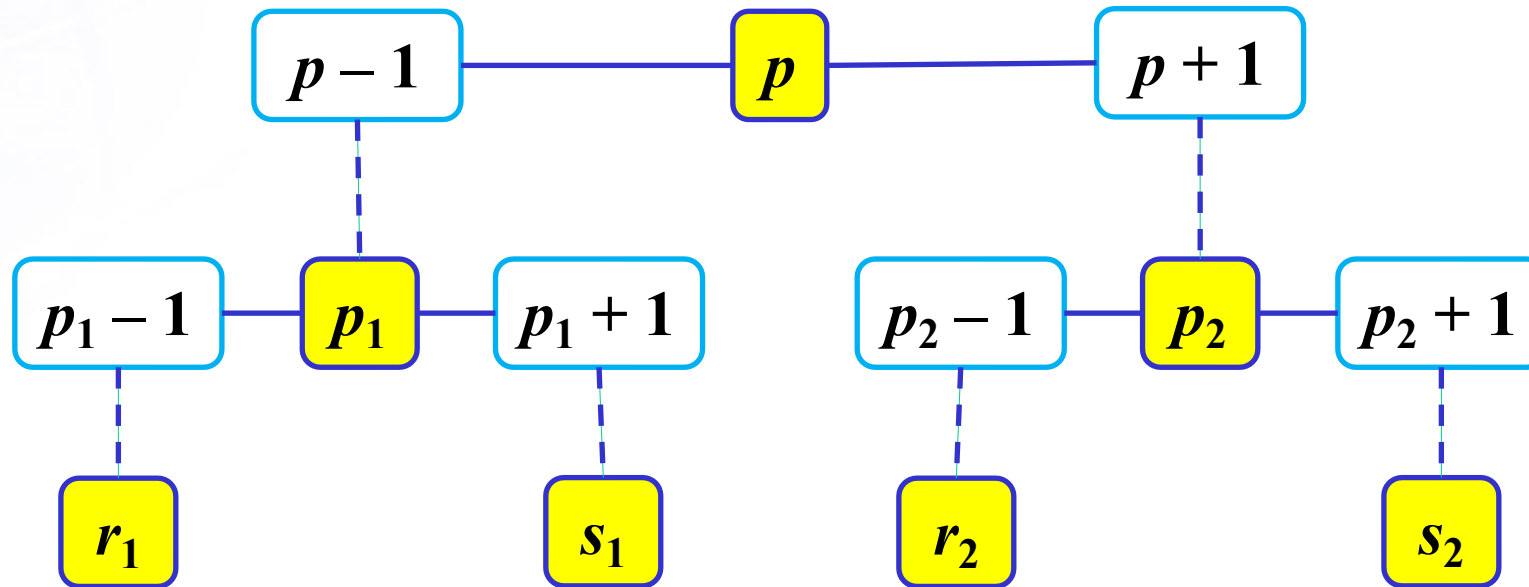 p – 1 p p + 1
p₁ – 1 p₁ p₁ + 1 p₂ – 1 p₂ p₂ + 1
r₁ s₁ r₂ s₂